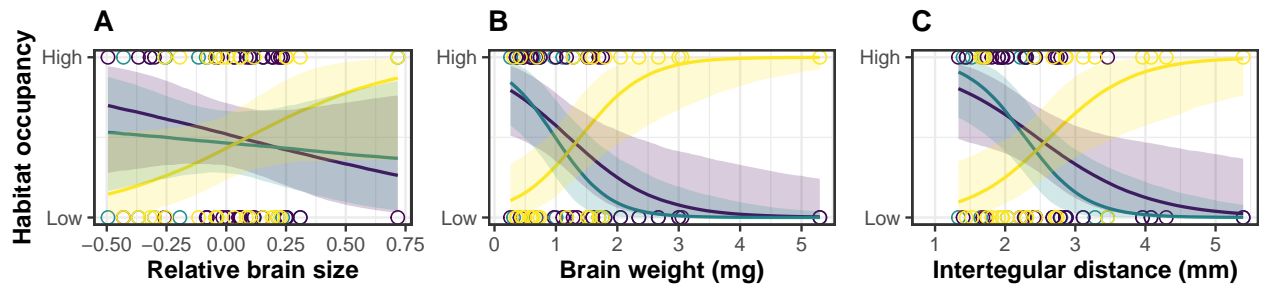 A B C
Habitat occupancy
High High High
Low Low Low
−0.50 −0.25 0.00 0.25 0.50 0.75 0 1 2 3 4 5 1 2 3 4 5
Relative brain size Brain weight (mg) Intertegular distance (mm)